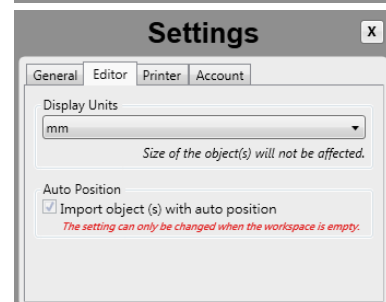 Settings
X
General Editor Printer Account
Display Units
mm
Size of the object(s) will not be affected.
Auto Position
Import object (s) with auto position
The setting can only be changed when the workspace is empty.